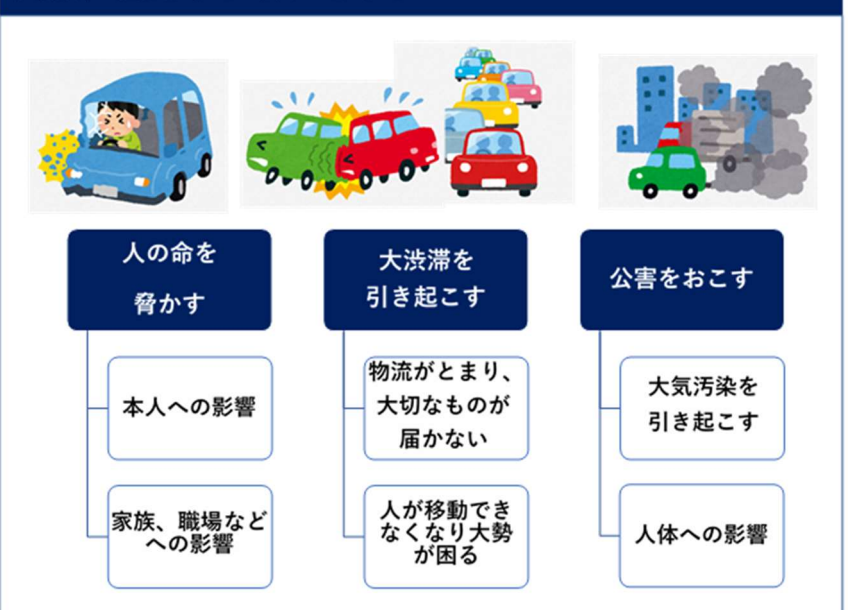 人の命を
脅かす
本人への影響
家族、職場など
への影響
大渋滞を
引き起こす
物流がとまり、
大切なものが
届かない
人が移動でき
なくなり大勢
が困る
公害をおこす
大気汚染を
引き起こす
人体への影響